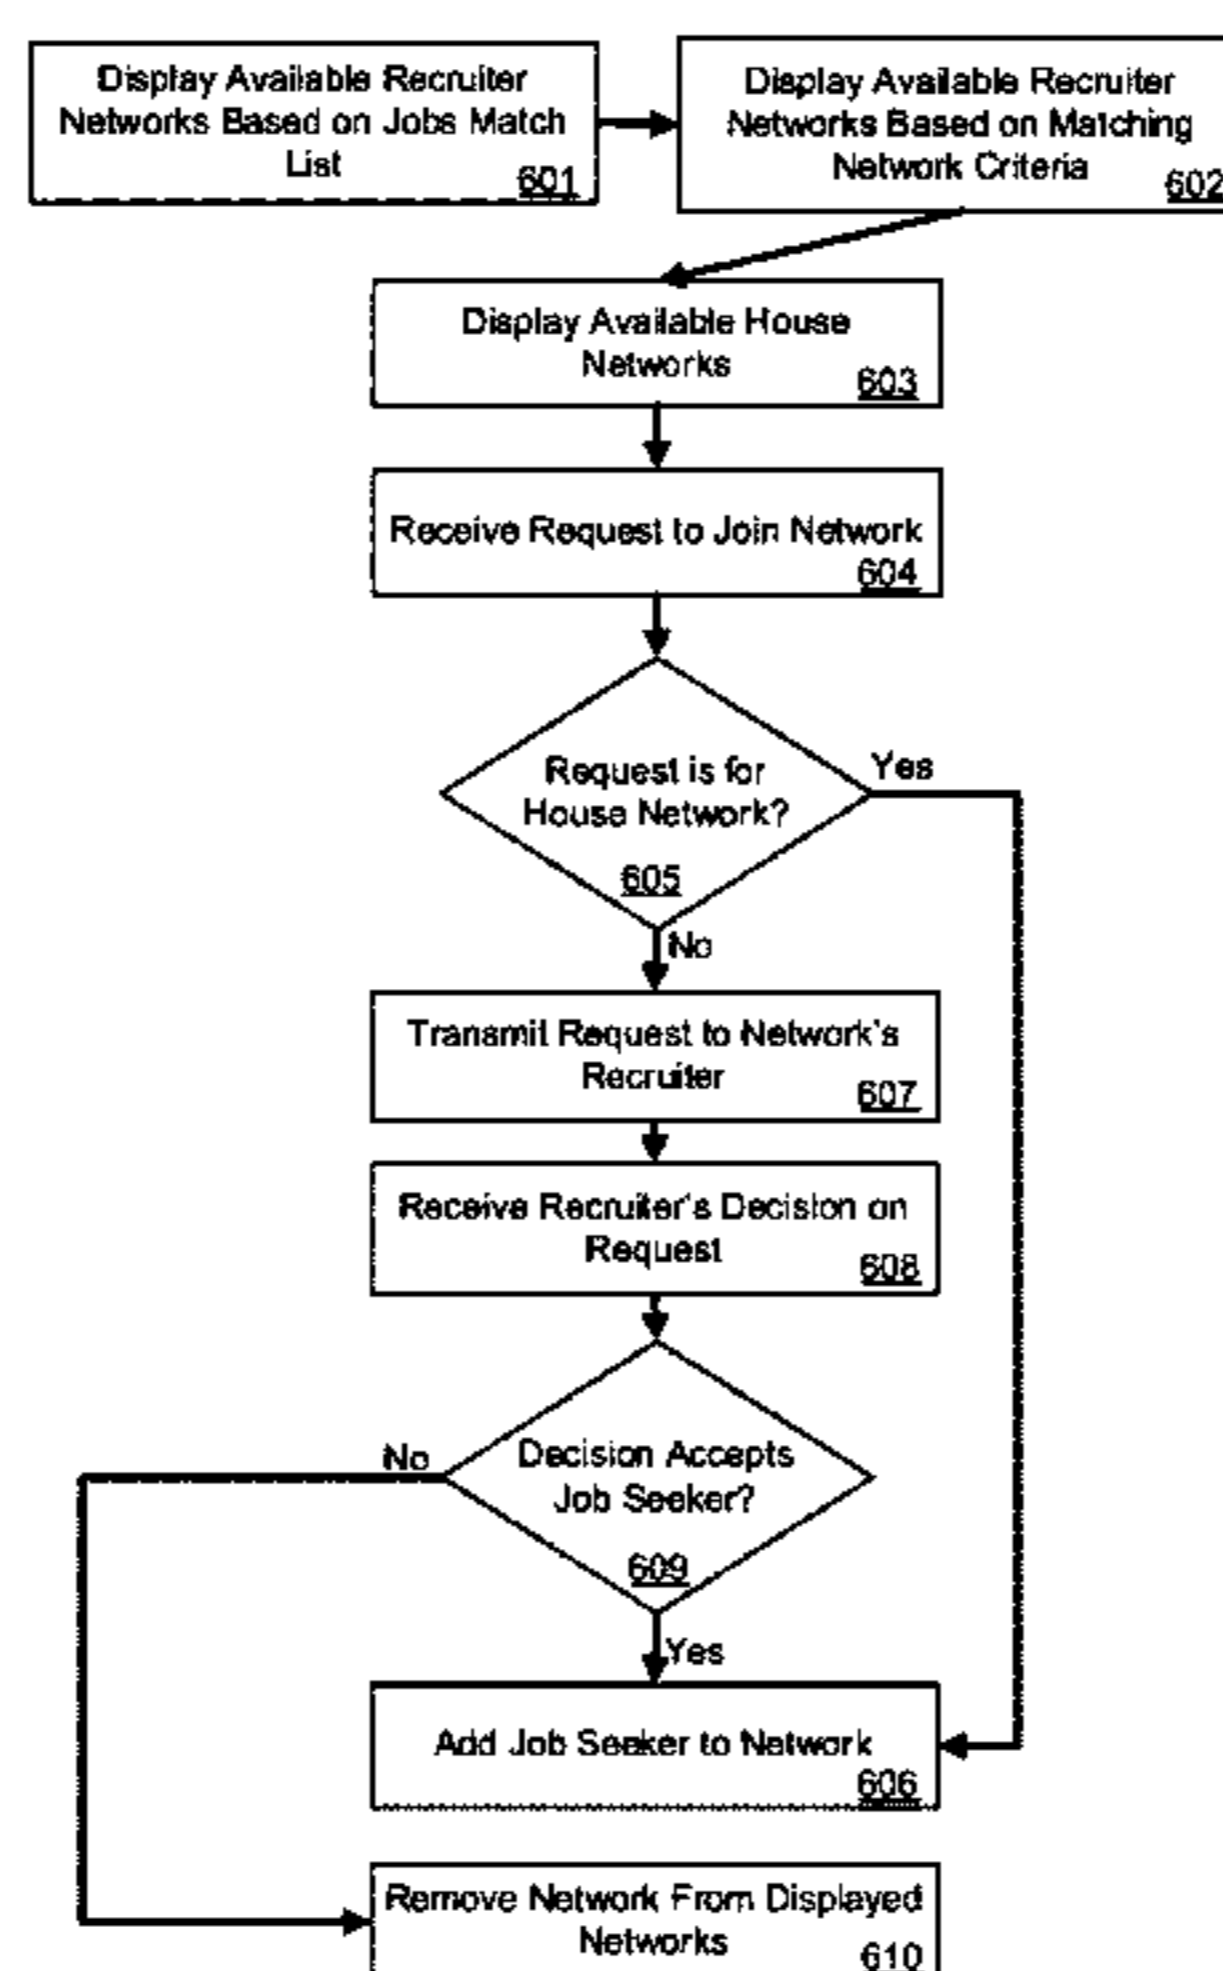 Display Available Recruiter
Networks Based on Jobs Match
List
601
Display Available Recruiter
Networks Based on Matching
Network Criteria
602
Display Available House
Networks
603
Receive Request to Join Network
604
Request is for
House Network?
605
Yes
No
Transmit Request to Network's
Recruiter
607
Receive Recruiter's Decision on
Request
608
Decision Accepts
Job Seeker?
609
No
Yes
Add Job Seeker to Network
606
Remove Network From Displayed
Networks
610